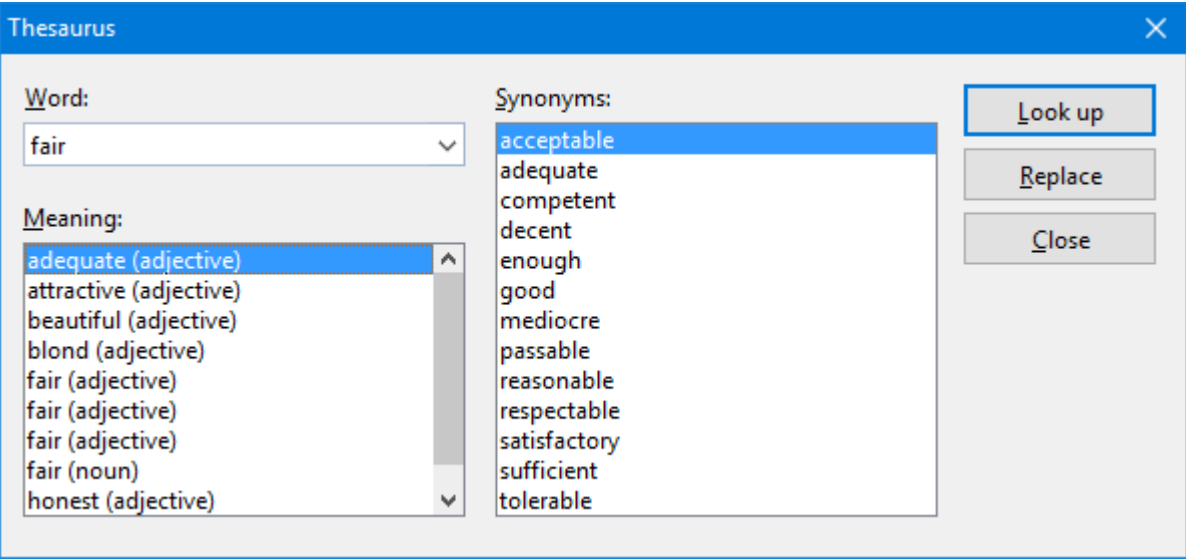 Thesaurus
Word:
fair
Meaning:
adequate (adjective)
attractive (adjective)
beautiful (adjective)
blond (adjective)
fair (adjective)
fair (adjective)
fair (adjective)
fair (noun)
honest (adjective)
Synonyms:
acceptable
adequate
competent
decent
enough
good
mediocre
passable
reasonable
respectable
satisfactory
sufficient
tolerable
Look up
Replace
Close